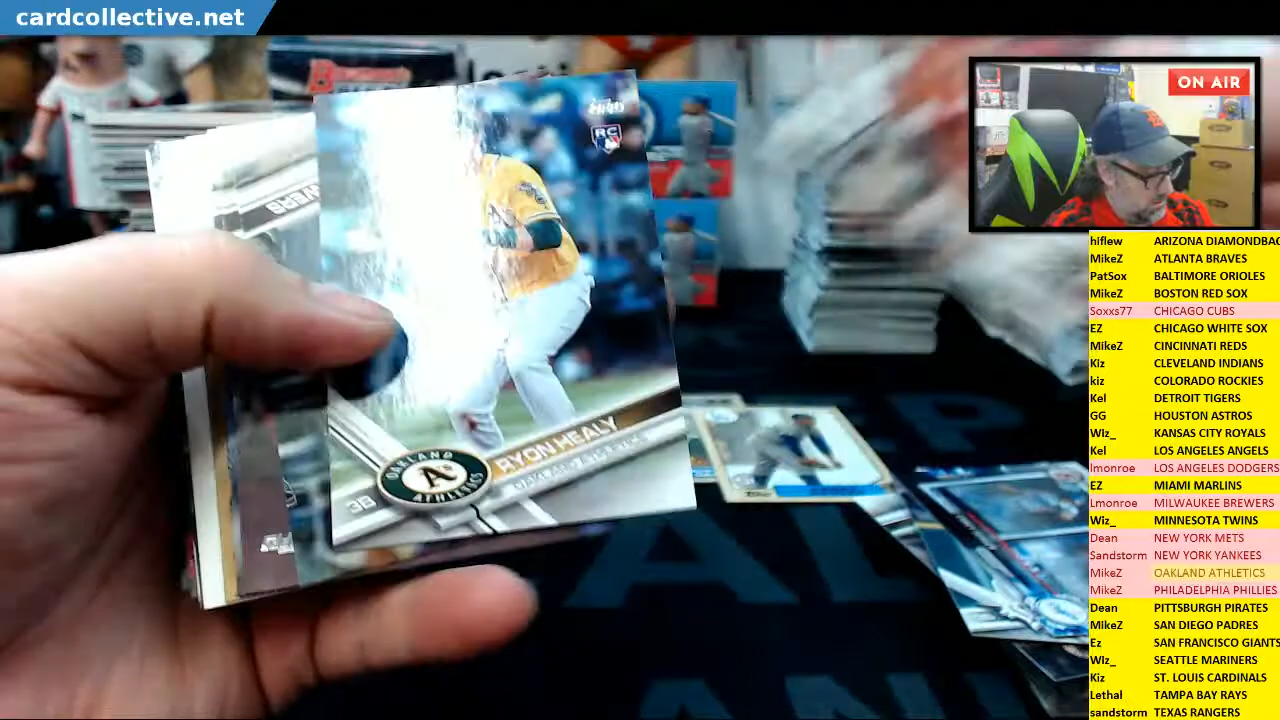 cardcollective.net
ON AIR
RC
RYON HEALY
OAKLAND ATHLETICS
3B
OAKLAND
A's
ATHLETICS
hiflew ARIZONA DIAMONDBAC
MikeZ ATLANTA BRAVES
PatSox BALTIMORE ORIOLES
MikeZ BOSTON RED SOX
Soxxs77 CHICAGO CUBS
EZ CHICAGO WHITE SOX
MikeZ CINCINNATI REDS
Kiz CLEVELAND INDIANS
kiz COLORADO ROCKIES
Kel DETROIT TIGERS
GG HOUSTON ASTROS
Wiz_ KANSAS CITY ROYALS
Kel LOS ANGELES ANGELS
lmonroe LOS ANGELES DODGERS
EZ MIAMI MARLINS
Lmonroe MILWAUKEE BREWERS
Wiz_ MINNESOTA TWINS
Dean NEW YORK METS
Sandstorm NEW YORK YANKEES
MikeZ OAKLAND ATHLETICS
MikeZ PHILADELPHIA PHILLIES
Dean PITTSBURGH PIRATES
MikeZ SAN DIEGO PADRES
Ez SAN FRANCISCO GIANTS
Wiz_ SEATTLE MARINERS
Kiz ST. LOUIS CARDINALS
Lethal TAMPA BAY RAYS
sandstorm TEXAS RANGERS